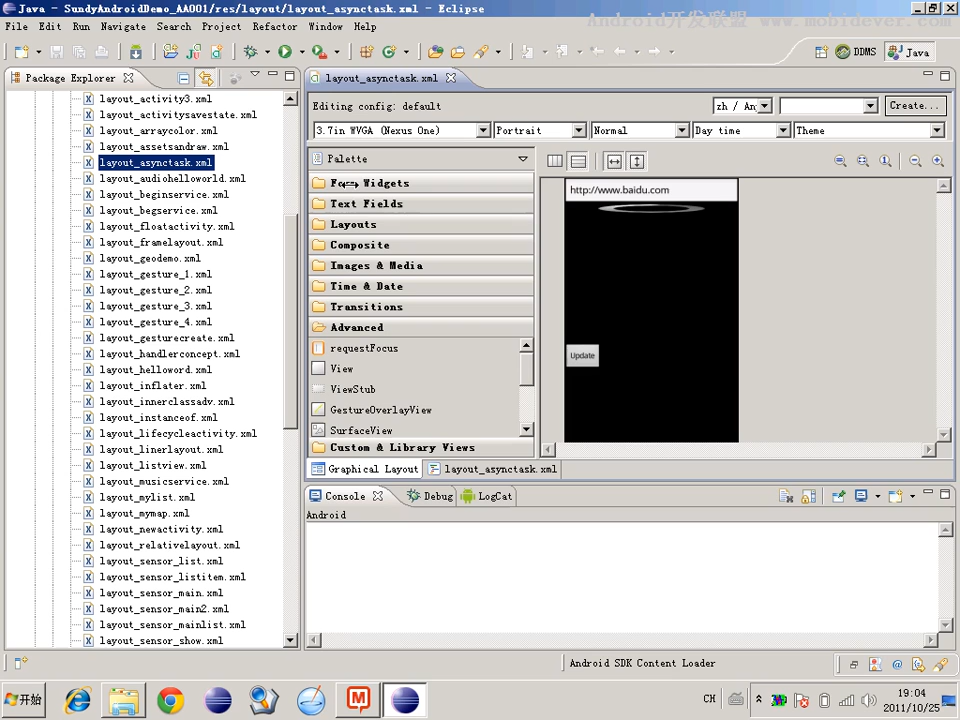 Java - SundyAndroidDemo_AA001/res/layout/layout_asynctask.xml - Eclipse
Android开发联盟 www.mobidever.com
File Edit Run Navigate Search Project Refactor Window Help
DDMS
Java
Package Explorer
layout_asynctask.xml
layout_activity3.xml
layout_activitysavestate.xml
layout_arraycolor.xml
layout_assetsandraw.xml
layout_asynctask.xml
layout_audiohelloworld.xml
layout_beginservice.xml
layout_begservice.xml
layout_floatactivity.xml
layout_framelayout.xml
layout_geodemo.xml
layout_gesture_1.xml
layout_gesture_2.xml
layout_gesture_3.xml
layout_gesture_4.xml
layout_gesturecreate.xml
layout_handlerconcept.xml
layout_helloword.xml
layout_inflater.xml
layout_innerclassadv.xml
layout_instanceof.xml
layout_lifecycleactivity.xml
layout_linerlayout.xml
layout_listview.xml
layout_musicservice.xml
layout_mylist.xml
layout_mymap.xml
layout_newactivity.xml
layout_relativelayout.xml
layout_sensor_list.xml
layout_sensor_listitem.xml
layout_sensor_main.xml
layout_sensor_main2.xml
layout_sensor_mainlist.xml
layout_sensor_show.xml
Editing config: default
zh / An
Create...
3.7in WVGA (Nexus One)
Portrait
Normal
Day time
Theme
Palette
Widgets
Text Fields
Layouts
Composite
Images & Media
Time & Date
Transitions
Advanced
requestFocus
View
ViewStub
GestureOverlayView
SurfaceView
Custom & Library Views
http://www.baidu.com
Update
Graphical Layout
layout_asynctask.xml
Console
Debug
LogCat
Android
Android SDK Content Loader
开始
CH
19:04
2011/10/25